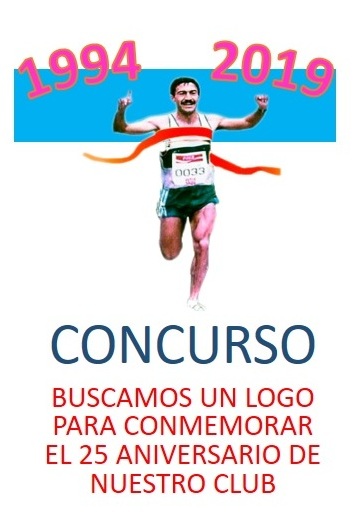 1994 2019
0033
CONCURSO
BUSCAMOS UN LOGO
PARA CONMEMORAR
EL 25 ANIVERSARIO DE
NUESTRO CLUB